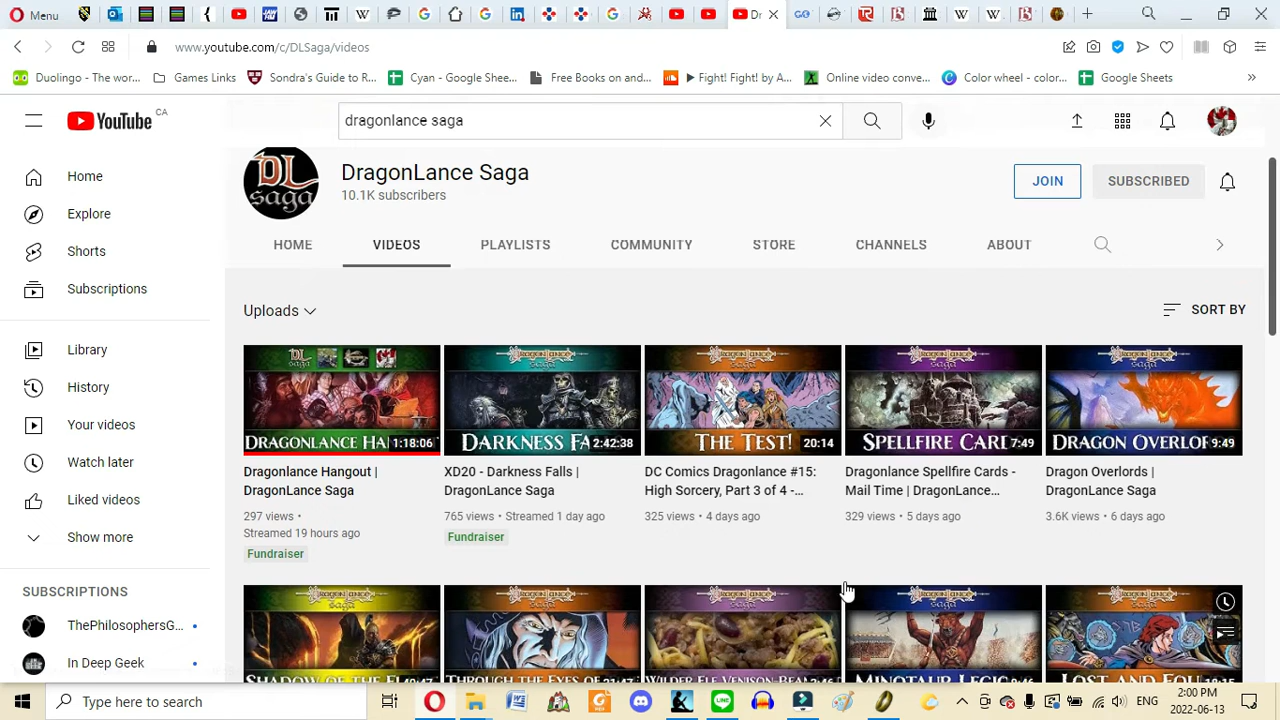 Menu
www.youtube.com/c/DLSaga/videos
Duolingo - The wor...
Games Links
Sondra's Guide to R...
Cyan - Google Shee...
Free Books on and...
▶ Fight! Fight! by A...
Online video conve...
Color wheel - color...
Google Sheets
YouTube CA
dragonlance saga
Home
Explore
Shorts
Subscriptions
Library
History
Your videos
Watch later
Liked videos
Show more
SUBSCRIPTIONS
ThePhilosophersG...
In Deep Geek
DL saga
DragonLance Saga
10.1K subscribers
JOIN
SUBSCRIBED
HOME
VIDEOS
PLAYLISTS
COMMUNITY
STORE
CHANNELS
ABOUT
Uploads
SORT BY
DRAGONLANCE HA
1:18:06
Dragonlance Hangout |
DragonLance Saga
297 views •
Streamed 19 hours ago
Fundraiser
DARKNESS FA
2:42:38
XD20 - Darkness Falls |
DragonLance Saga
765 views • Streamed 1 day ago
Fundraiser
THE TEST!
20:14
DC Comics Dragonlance #15:
High Sorcery, Part 3 of 4 -...
325 views • 4 days ago
SPELLFIRE CARD
7:49
Dragonlance Spellfire Cards -
Mail Time | DragonLance...
329 views • 5 days ago
DRAGON OVERLOR
9:49
Dragon Overlords |
DragonLance Saga
3.6K views • 6 days ago
Type here to search
ENG
2:00 PM
2022-06-13